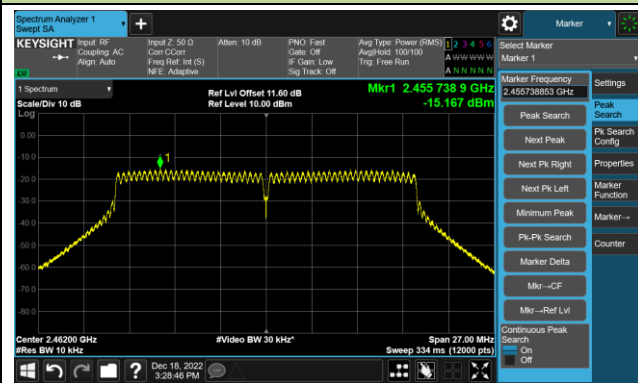 Spectrum Analyzer 1
Swept SA
Marker
KEYSIGHT
Input: RF
Coupling: AC
Align: Auto
Input Z: 50 Ω
Corr CCorr
Freq Ref: Int (S)
NFE: Adaptive
Atten: 10 dB
PNO: Fast
Gate: Off
IF Gain: Low
Sig Track: Off
Avg Type: Power (RMS)
Avg|Hold: 100/100
Trig: Free Run
1 2 3 4 5 6
A W W W W W
A N N N N N
LXI
Select Marker
Marker 1
1 Spectrum
Scale/Div 10 dB
Log
Ref Lvl Offset 11.60 dB
Ref Level 10.00 dBm
Mkr1 2.455 738 9 GHz
-15.167 dBm
0.00
-10.0
-20.0
-30.0
-40.0
-50.0
-60.0
-70.0
-80.0
1
Center 2.46200 GHz
#Res BW 10 kHz
#Video BW 30 kHz*
Span 27.00 MHz
Sweep 334 ms (12000 pts)
Marker Frequency
2.455738853 GHz
Peak Search
Next Peak
Next Pk Right
Next Pk Left
Minimum Peak
Pk-Pk Search
Marker Delta
Mkr→CF
Mkr→Ref Lvl
Continuous Peak
Search
On
Off
Settings
Peak
Search
Pk Search
Config
Properties
Marker
Function
Marker→
Counter
?
Dec 18, 2022
3:28:46 PM